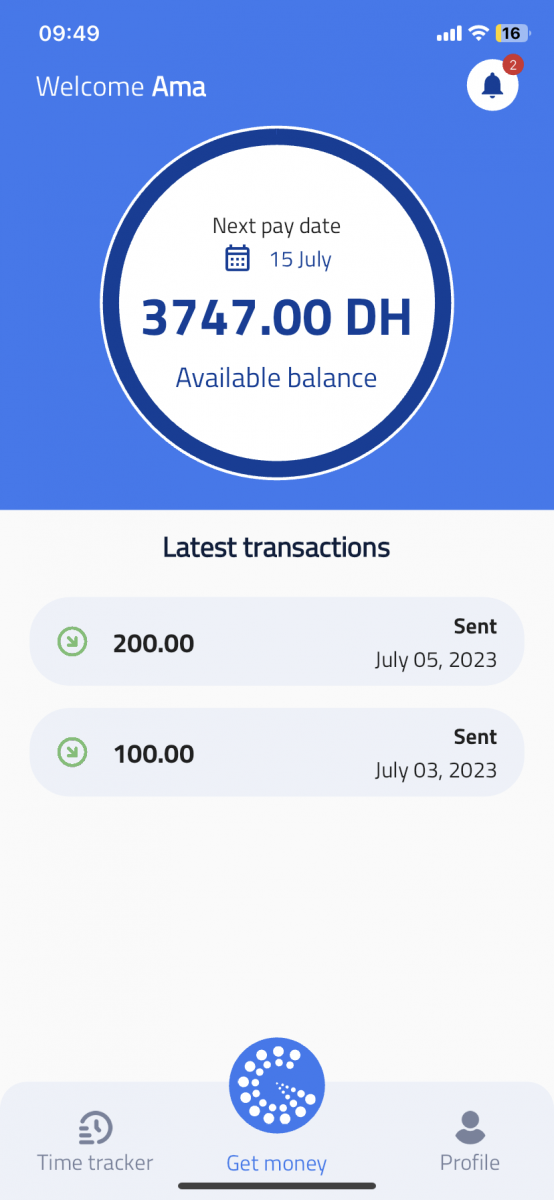 09:49
16
Welcome Ama
2
Next pay date
15 July
3747.00 DH
Available balance
Latest transactions
200.00
Sent
July 05, 2023
100.00
Sent
July 03, 2023
Time tracker
Get money
Profile